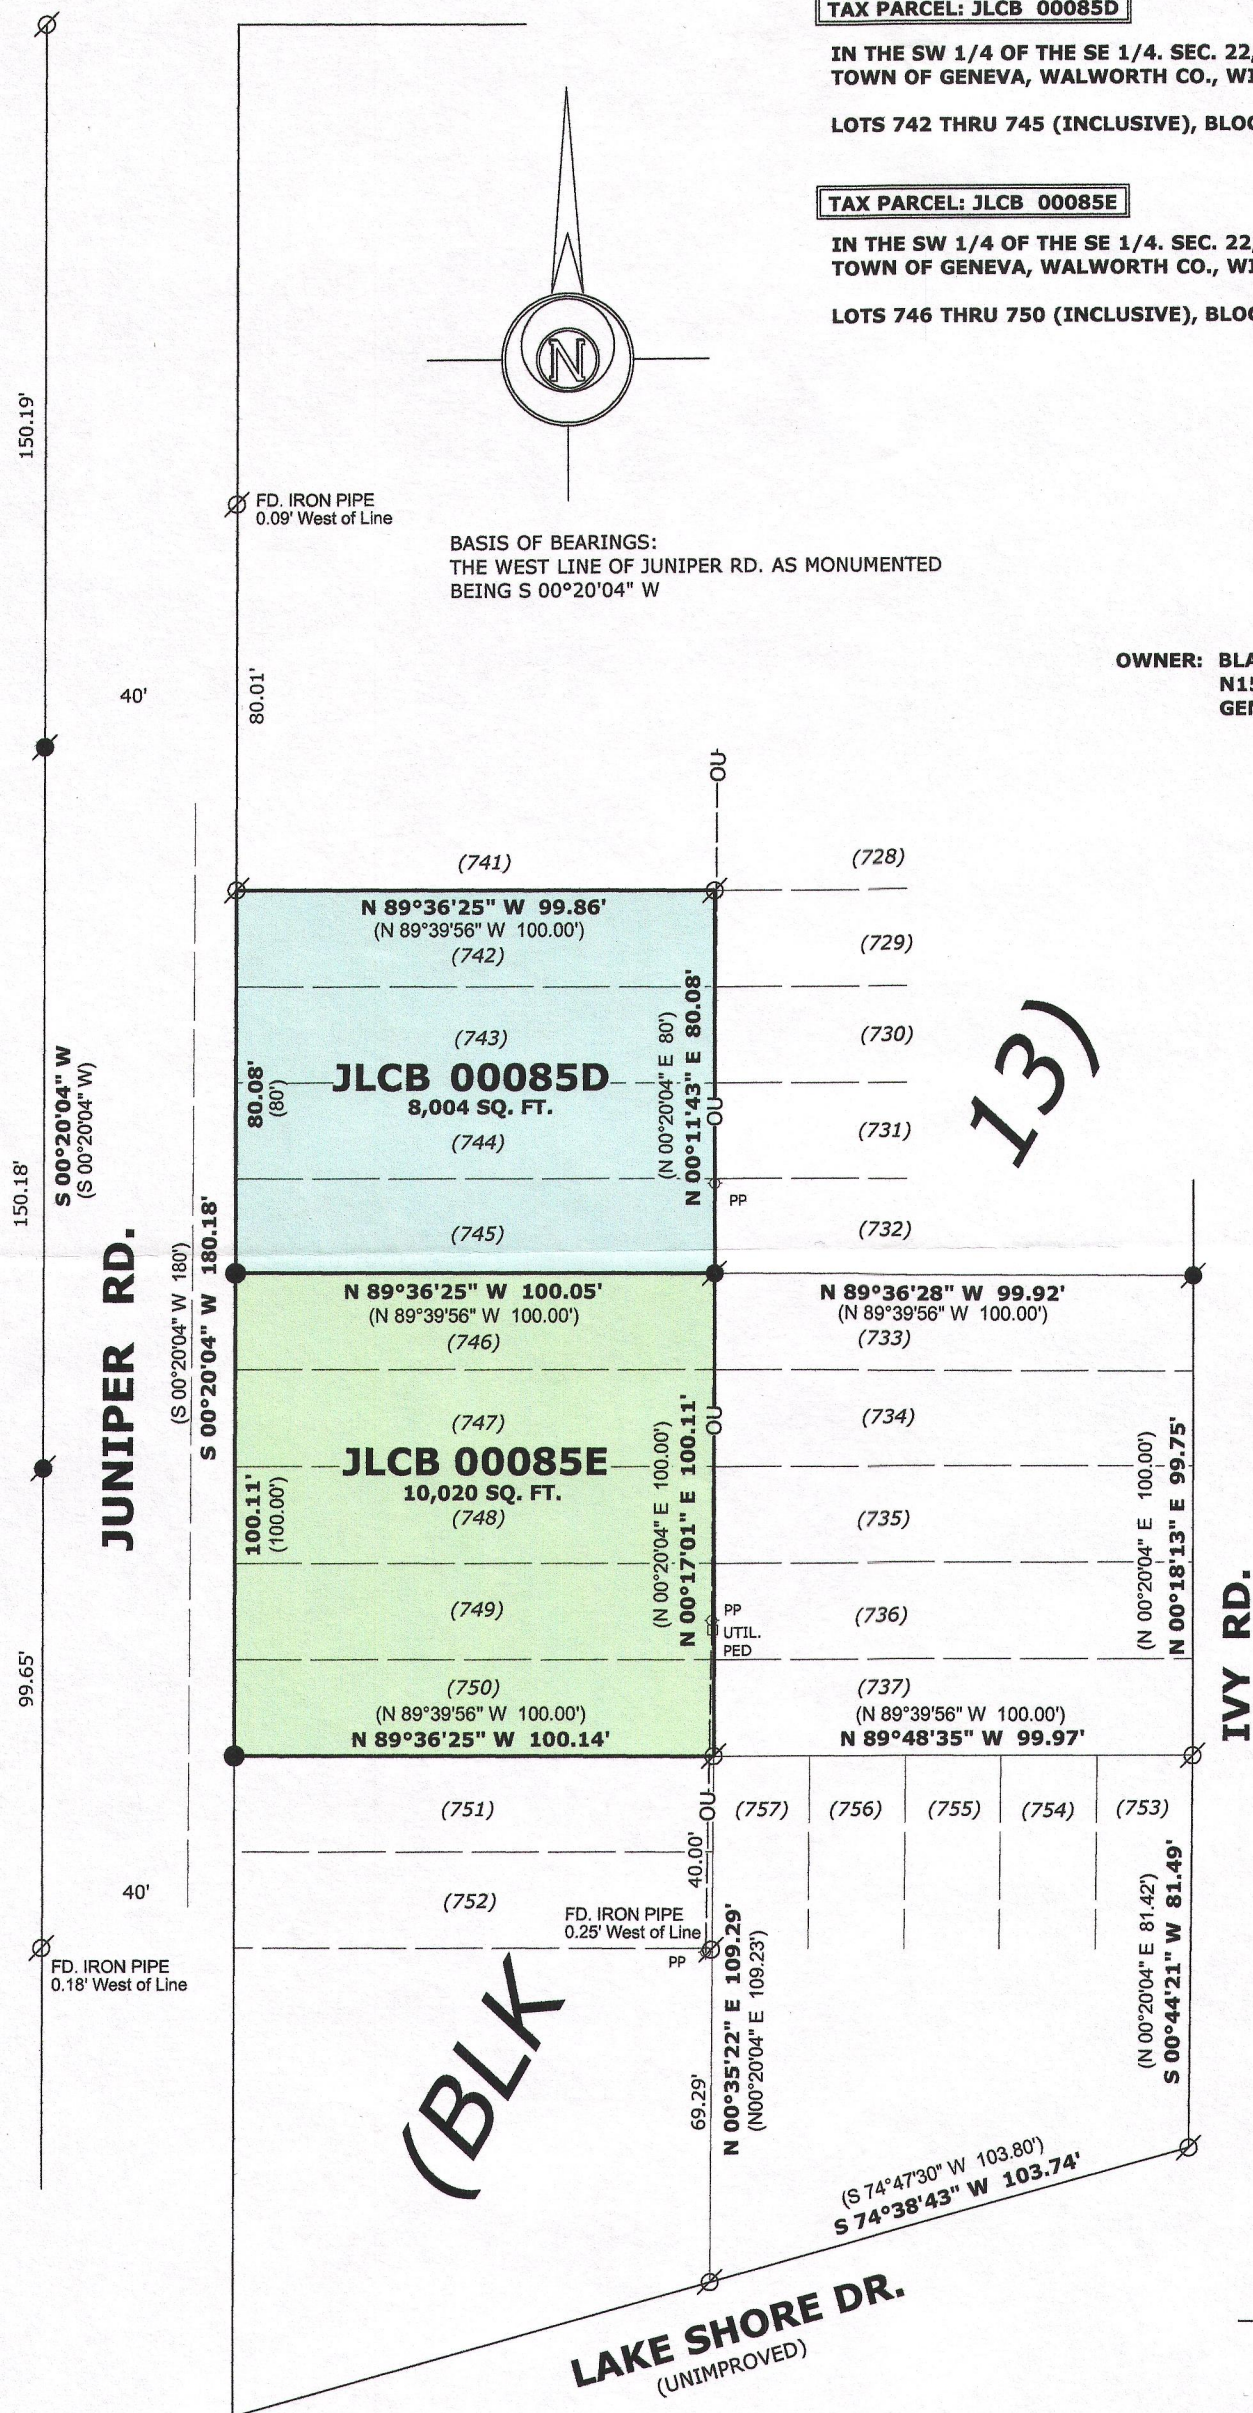 TAX PARCEL: JLCB 00085D
IN THE SW 1/4 OF THE SE 1/4. SEC. 22,
TOWN OF GENEVA, WALWORTH CO., WI
LOTS 742 THRU 745 (INCLUSIVE), BLO
TAX PARCEL: JLCB 00085E
IN THE SW 1/4 OF THE SE 1/4. SEC. 22,
TOWN OF GENEVA, WALWORTH CO., WI
LOTS 746 THRU 750 (INCLUSIVE), BLO
N
150.19'
FD. IRON PIPE
0.09' West of Line
BASIS OF BEARINGS:
THE WEST LINE OF JUNIPER RD. AS MONUMENTED
BEING S 00°20'04" W
OWNER: BLA
N15
GEN
40'
80.01'
OU
(741)
(728)
N 89°36'25" W 99.86'
(N 89°39'56" W 100.00')
(742)
(729)
(743)
(730)
JLCB 00085D
8,004 SQ. FT.
80.08'
(80')
(N 00°20'04" E 80')
N 00°11'43" E 80.08'
OU
13)
(744)
(731)
PP
(745)
(732)
S 00°20'04" W
(S 00°20'04" W)
150.18'
JUNIPER RD.
(S 00°20'04" W 180')
S 00°20'04" W 180.18'
N 89°36'25" W 100.05'
(N 89°39'56" W 100.00')
(746)
N 89°36'28" W 99.92'
(N 89°39'56" W 100.00')
(733)
(747)
(734)
OU
JLCB 00085E
10,020 SQ. FT.
(748)
(735)
100.11'
(100.00')
(N 00°20'04" E 100.00')
N 00°17'01" E 100.11'
(N 00°20'04" E 100.00')
N 00°18'13" E 99.75'
(749)
(736)
PP
UTIL.
PED
IVY RD.
99.65'
(750)
(N 89°39'56" W 100.00')
N 89°36'25" W 100.14'
(737)
(N 89°39'56" W 100.00')
N 89°48'35" W 99.97'
(751)
OU
(757)
(756)
(755)
(754)
(753)
40.00'
40'
(752)
FD. IRON PIPE
0.25' West of Line
PP
FD. IRON PIPE
0.18' West of Line
N 00°35'22" E 109.29'
(N00°20'04" E 109.23')
(N 00°20'04" E 81.42')
S 00°44'21" W 81.49'
(BLK
69.29'
(S 74°47'30" W 103.80')
S 74°38'43" W 103.74'
LAKE SHORE DR.
(UNIMPROVED)